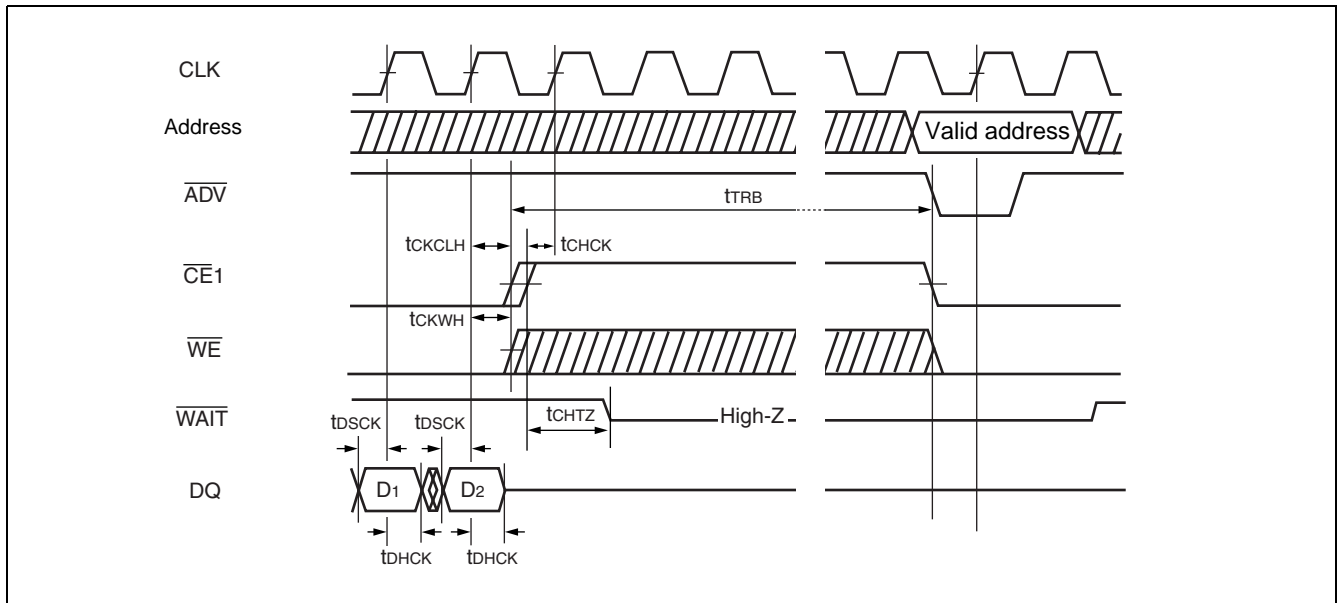 CLK
Address
Valid address
ADV
tTRB
tCKCLH
tCHCK
CE1
tCKWH
WE
WAIT
tCHTZ
High-Z
tDSCK
tDSCK
DQ
D1
D2
tDHCK
tDHCK